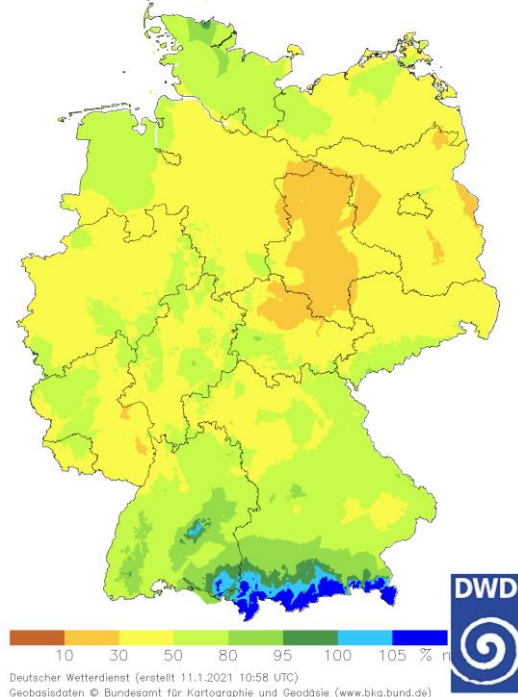 DWD
10 30 50 80 95 100 105 % n
Deutscher Wetterdienst (erstellt 11.1.2021 10:58 UTC)
Geobasisdaten © Bundesamt für Kartographie und Geodäsie (www.bkg.bund.de)